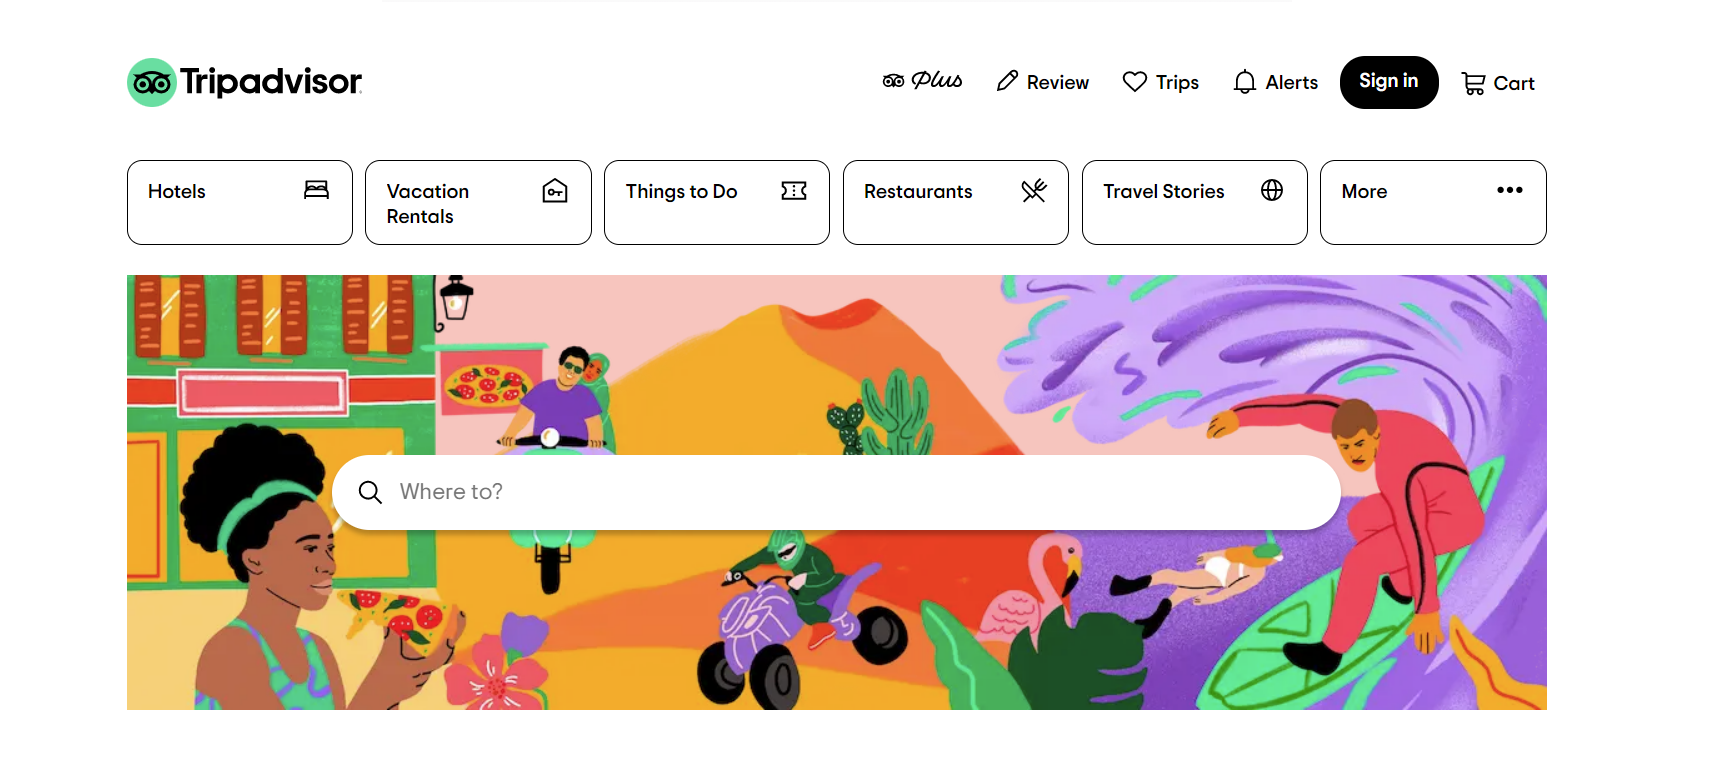 Tripadvisor
Plus
Review
Trips
Alerts
Sign in
Cart
Hotels
Vacation
Rentals
Things to Do
Restaurants
Travel Stories
More
Where to?